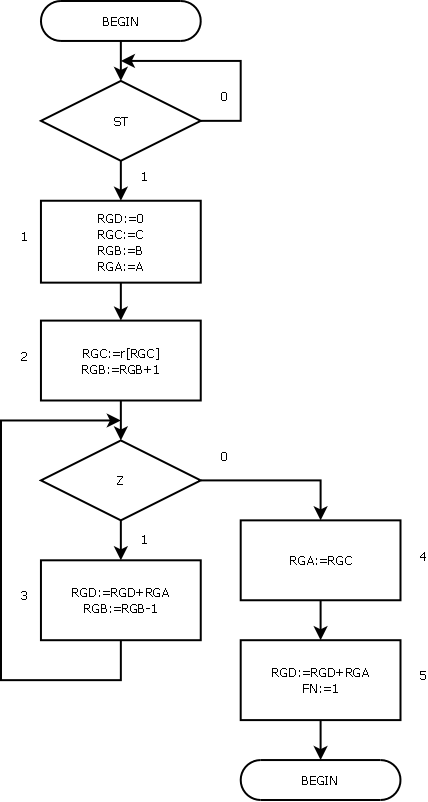 BEGIN
0
ST
1
1
RGD:=0
RGC:=C
RGB:=B
RGA:=A
2
RGC:=r[RGC]
RGB:=RGB+1
0
Z
1
3
RGD:=RGD+RGA
RGB:=RGB-1
RGA:=RGC
4
RGD:=RGD+RGA
FN:=1
5
BEGIN